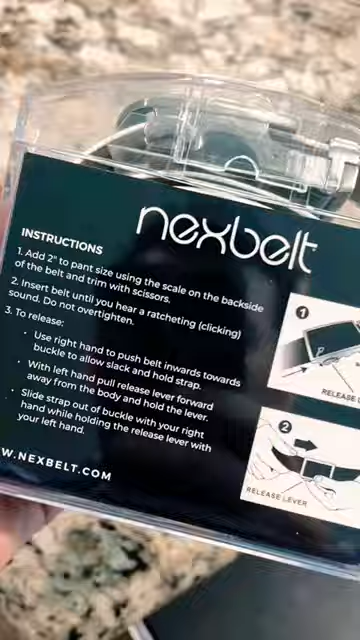 nexbelt
INSTRUCTIONS
1. Add 2" to pant size using the scale on the backside
of the belt and trim with scissors.
2. Insert belt until you hear a ratcheting (clicking)
sound. Do not overtighten.
3. To release:
• Use right hand to push belt inwards towards
buckle to allow slack and hold strap.
• With left hand pull release lever forward
away from the body and hold the lever.
• Slide strap out of buckle with your right
hand while holding the release lever with
your left hand.
W.NEXBELT.COM
1
RELEASE
2
RELEASE LEVER